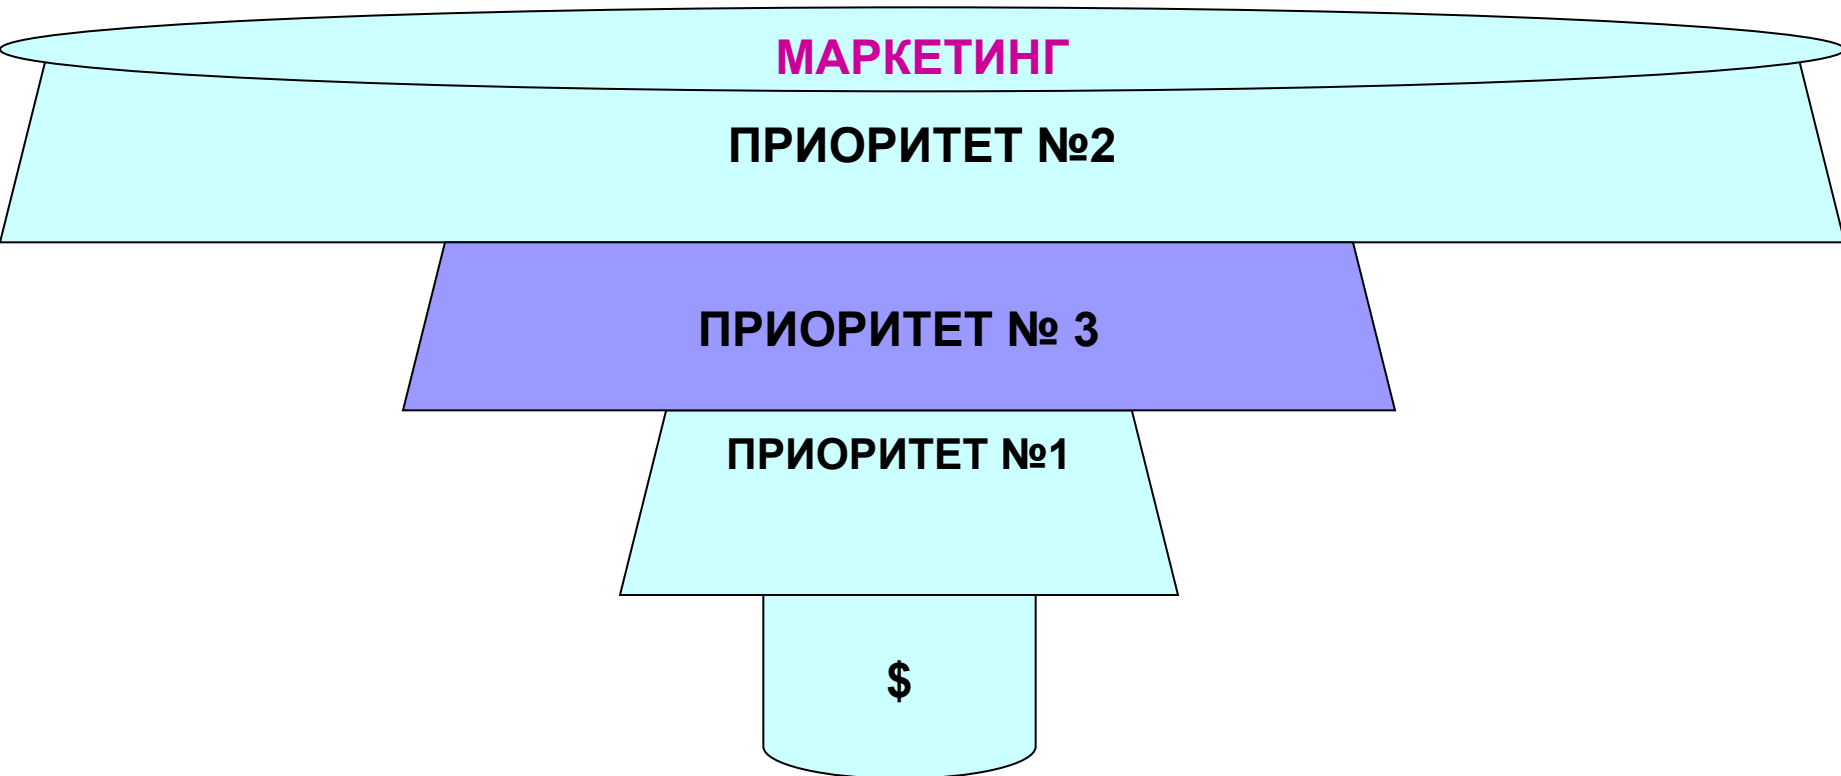 МАРКЕТИНГ
ПРИОРИТЕТ №2
ПРИОРИТЕТ № 3
ПРИОРИТЕТ №1
$